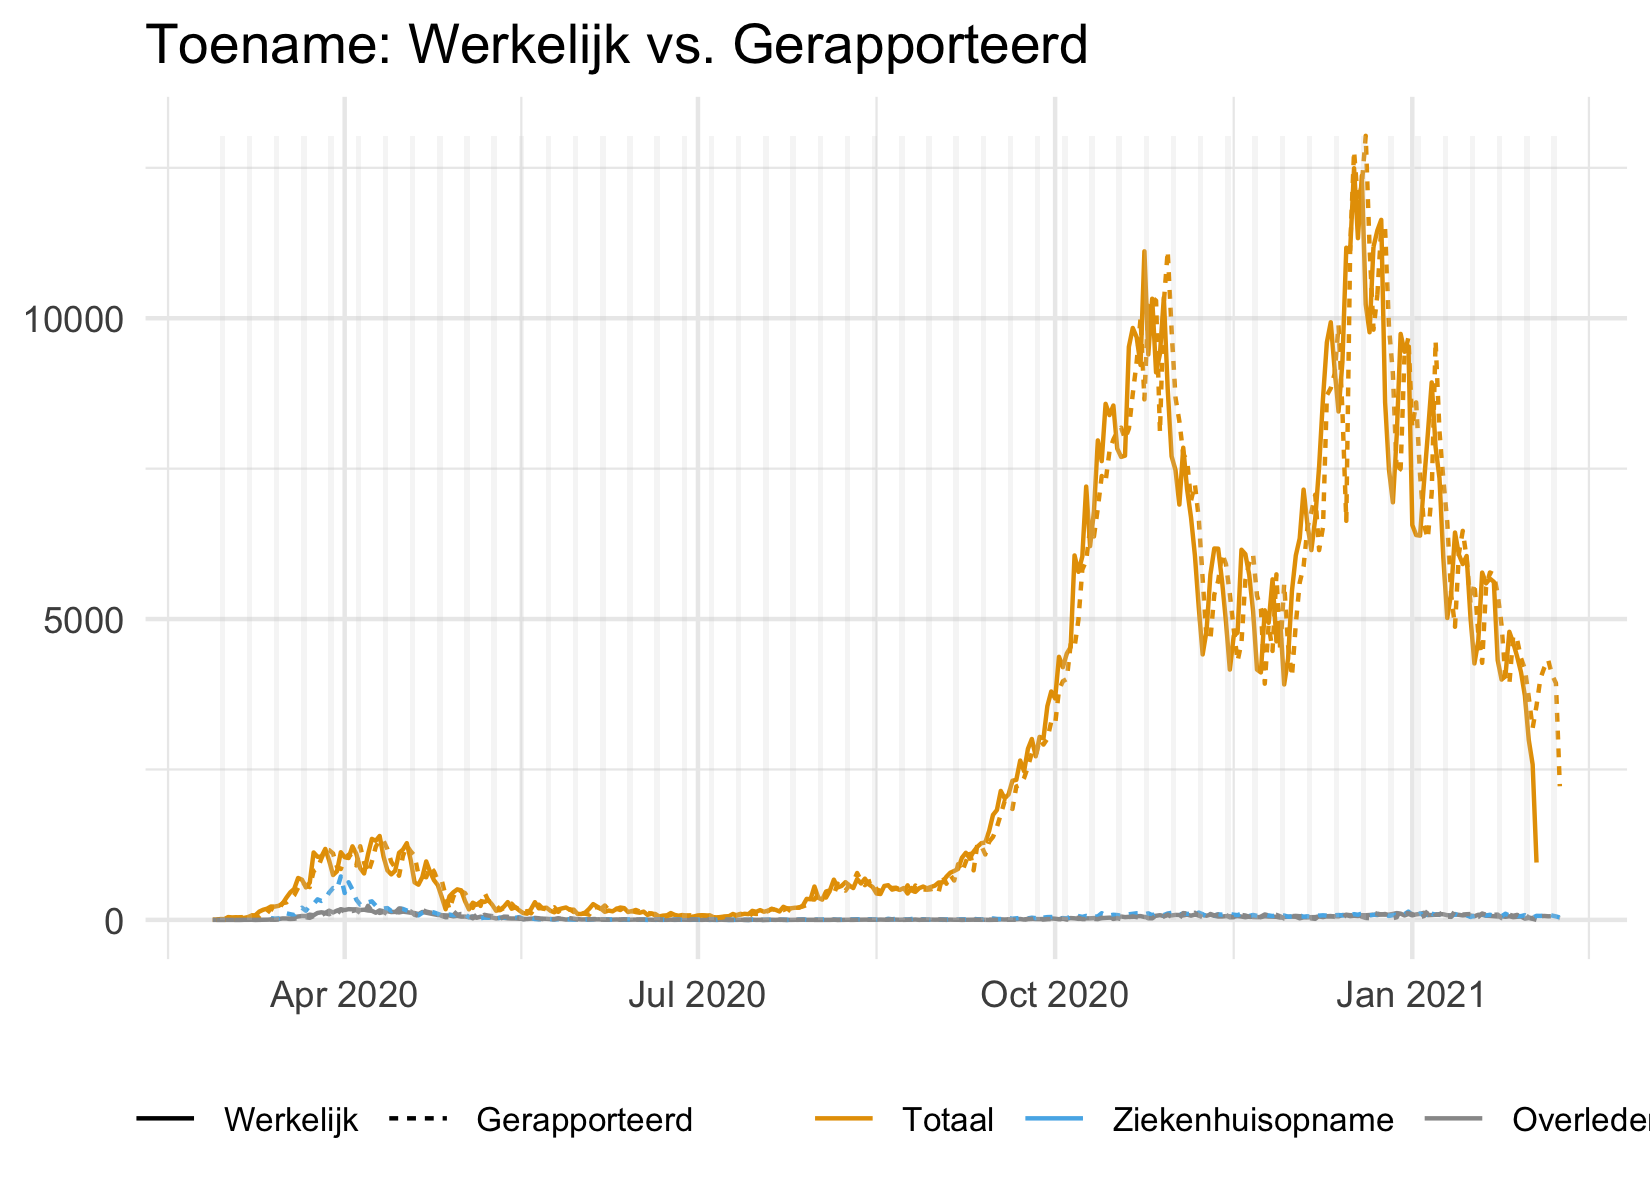 Toename: Werkelijk vs. Gerapporteerd
10000
5000
0
Apr 2020 Jul 2020 Oct 2020 Jan 2021
Werkelijk Gerapporteerd Totaal Ziekenhuisopname Overleden